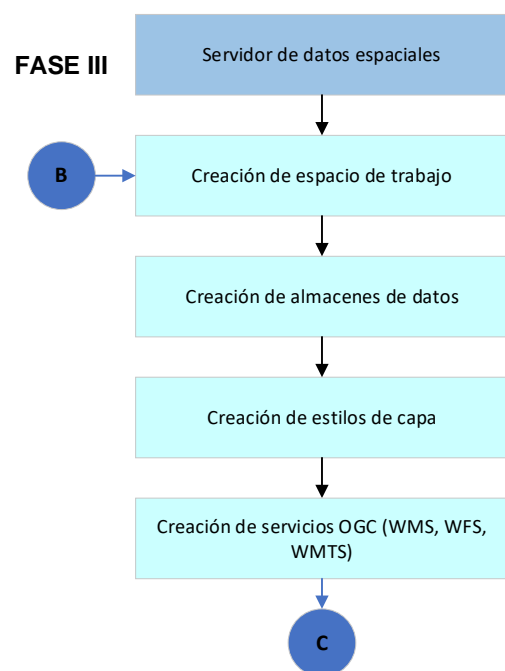 Servidor de datos espaciales
FASE III
B
Creación de espacio de trabajo
Creación de almacenes de datos
Creación de estilos de capa
Creación de servicios OGC (WMS, WFS,
WMTS)
C